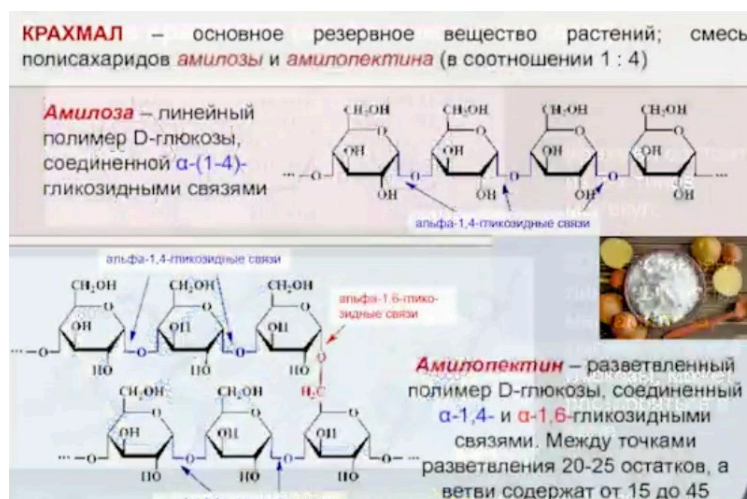 КРАХМАЛ – основное резервное вещество растений; смесь
полисахаридов амилозы и амилопектина (в соотношении 1 : 4)
Амилоза – линейный
полимер D-глюкозы,
соединенной α-(1-4)-
гликозидными связями
CH₂OH CH₂OH CH₂OH CH₂OH
O O O O
OH OH OH OH
··· O O O O ···
OH OH OH OH
альфа-1,4-гликозидные связи
альфа-1,4-гликозидные связи
CH₂OH CH₂OH CH₂OH
альфа-1,6-глико-
зидные связи
O O O
OH OH OH
··· O O O O
HO HO HO
CH₂OH CH₂OH H₂C
O O O
OH OH OH
··· O O O O ···
HO HO HO
Амилопектин – разветвленный
полимер D-глюкозы, соединенный
α-1,4- и α-1,6-гликозидными
связями. Между точками
разветвления 20-25 остатков, а
ветви содержат от 15 до 45